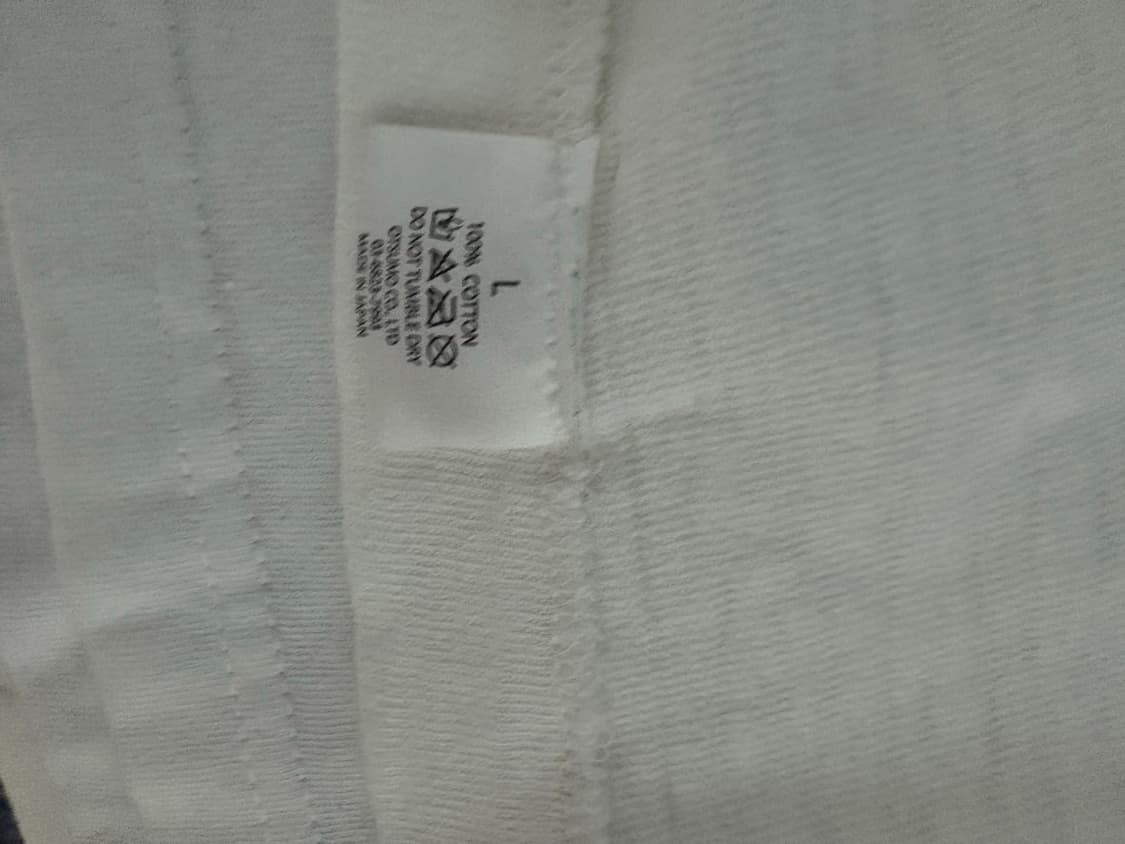 L
100% COTTON
DO NOT TUMBLE DRY
OTSUMO CO., LTD
MADE IN JAPAN